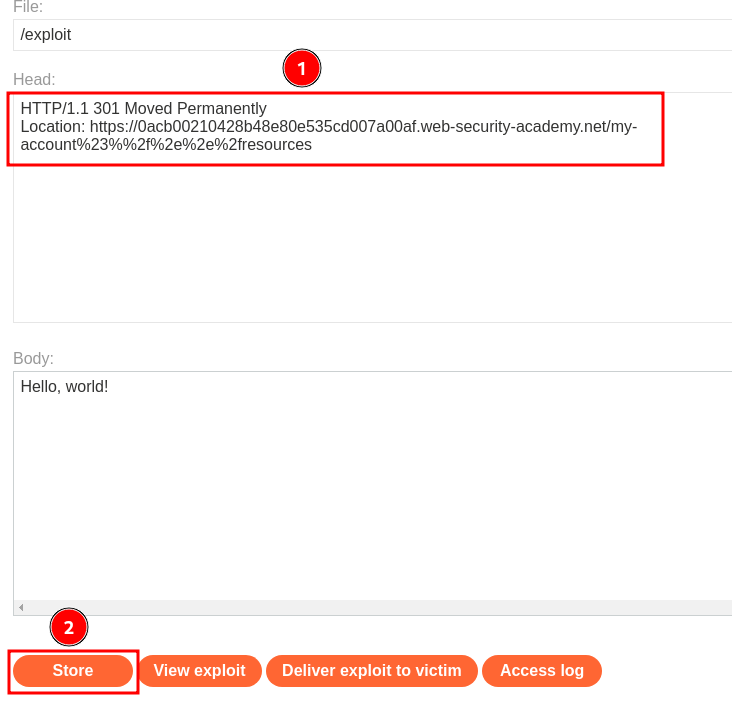 File:
/exploit
1
Head:
HTTP/1.1 301 Moved Permanently
Location: https://0acb00210428b48e80e535cd007a00af.web-security-academy.net/my-
account%23%%2f%2e%2e%2fresources
Body:
Hello, world!
2
Store View exploit Deliver exploit to victim Access log